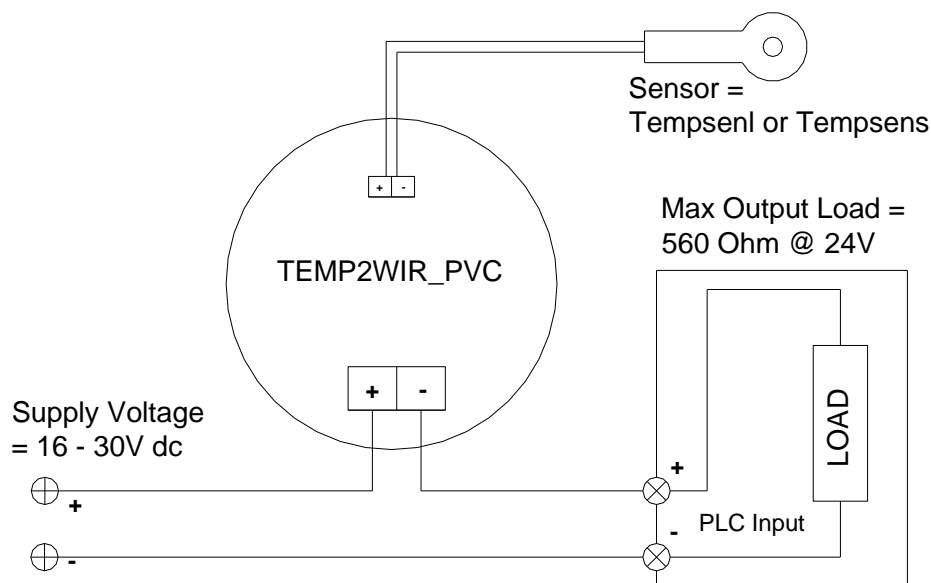 Sensor =
Tempsenl or Tempsens
+ -
Max Output Load =
560 Ohm @ 24V
TEMP2WIR_PVC
+ -
Supply Voltage
= 16 - 30V dc
LOAD
+
+
PLC Input
-
-